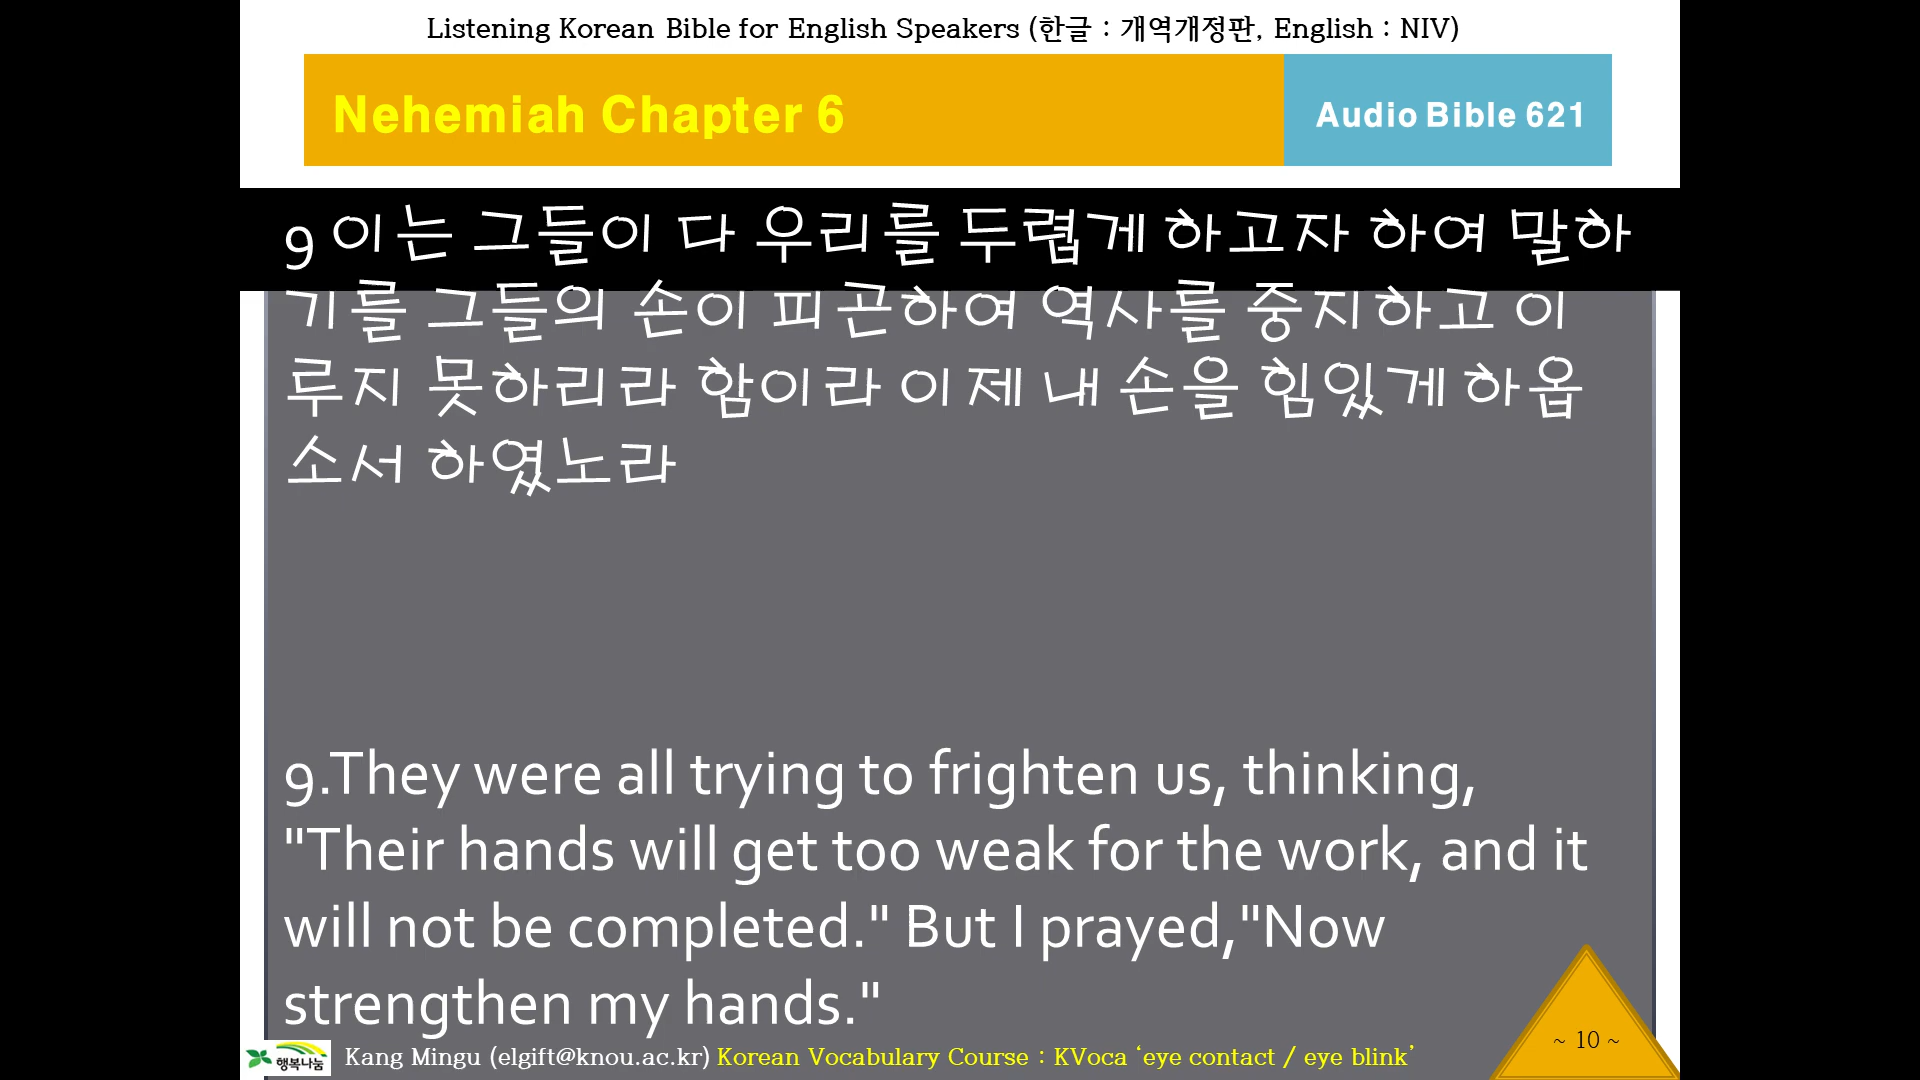 Listening Korean Bible for English Speakers (한글 : 개역개정판, English : NIV)
Nehemiah Chapter 6
Audio Bible 621
9 이는 그들이 다 우리를 두렵게 하고자 하여 말하
기를 그들의 손이 피곤하여 역사를 중지하고 이
루지 못하리라 함이라 이제 내 손을 힘있게 하옵
소서 하였노라
9.They were all trying to frighten us, thinking,
"Their hands will get too weak for the work, and it
will not be completed." But I prayed,"Now
strengthen my hands."
~ 10 ~
행복나눔
Kang Mingu (elgift@knou.ac.kr) Korean Vocabulary Course : KVoca ‘eye contact / eye blink’